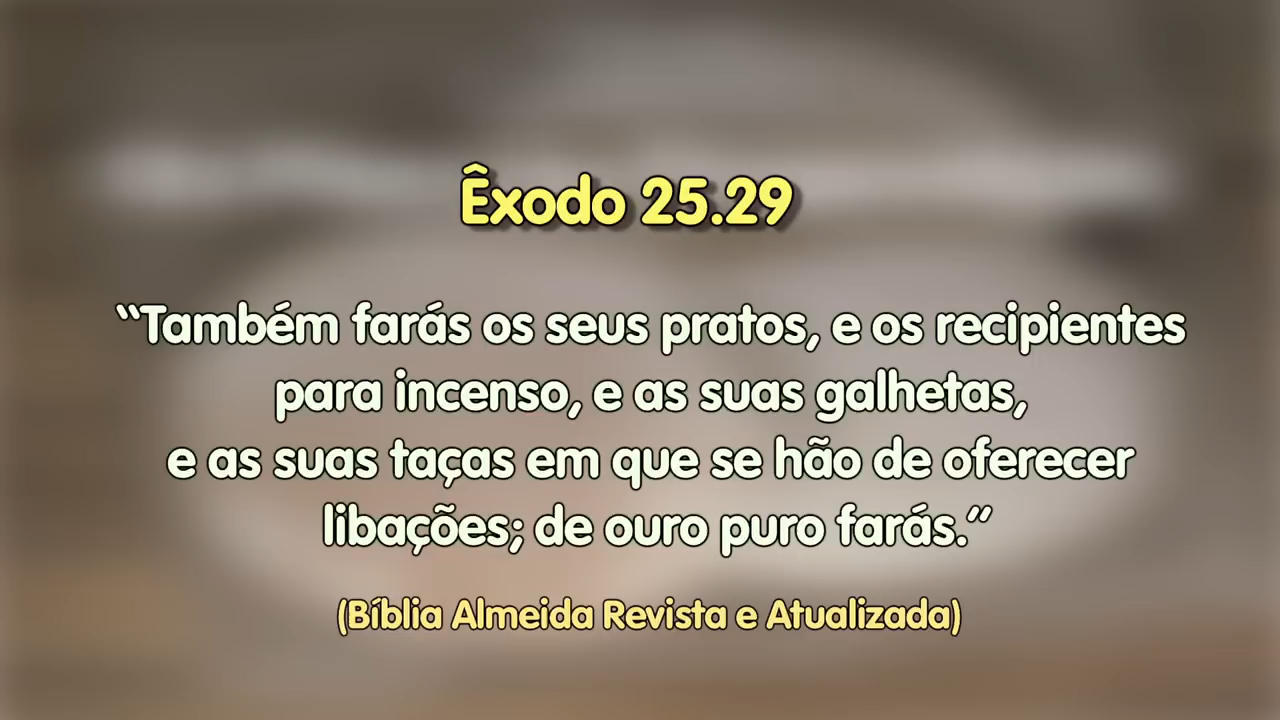 Êxodo 25.29
“Também farás os seus pratos, e os recipientes
para incenso, e as suas galhetas,
e as suas taças em que se hão de oferecer
libações; de ouro puro farás.”
(Bíblia Almeida Revista e Atualizada)